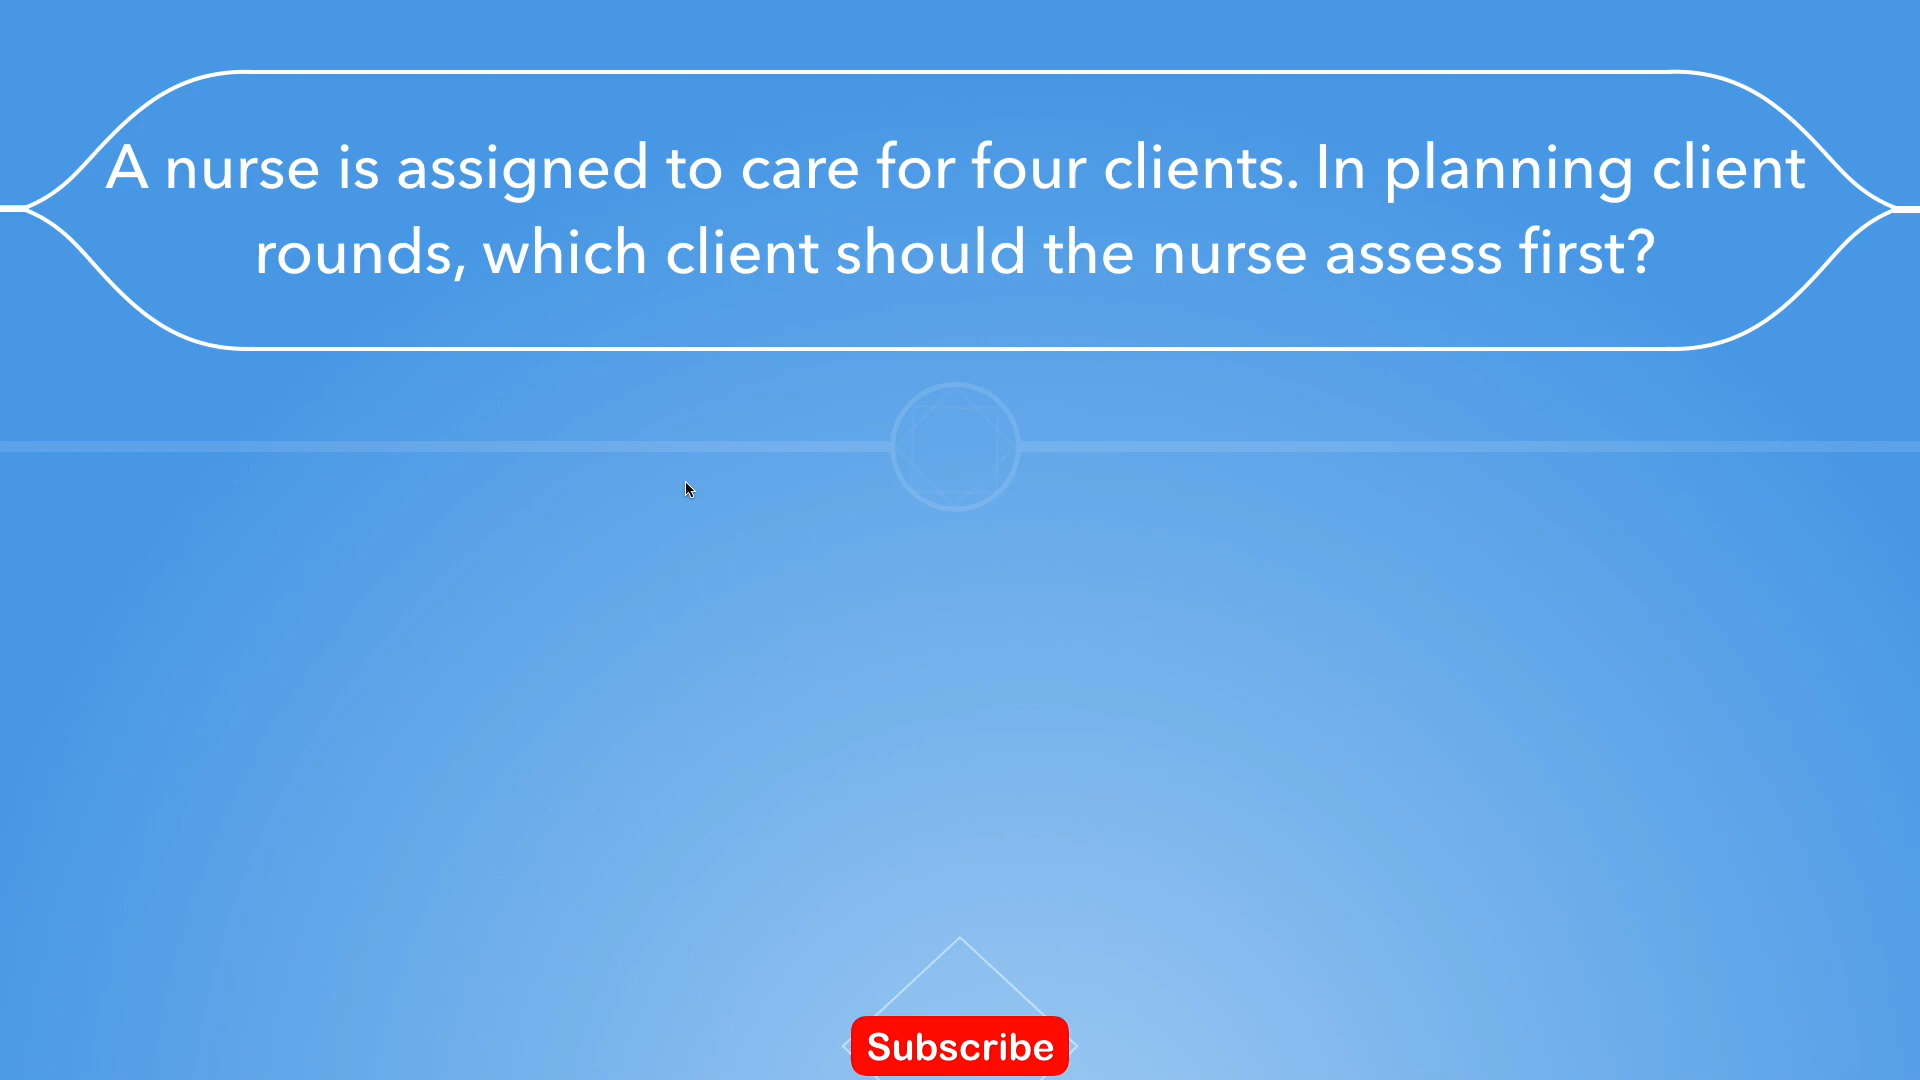 A nurse is assigned to care for four clients. In planning client
rounds, which client should the nurse assess first?
Subscribe